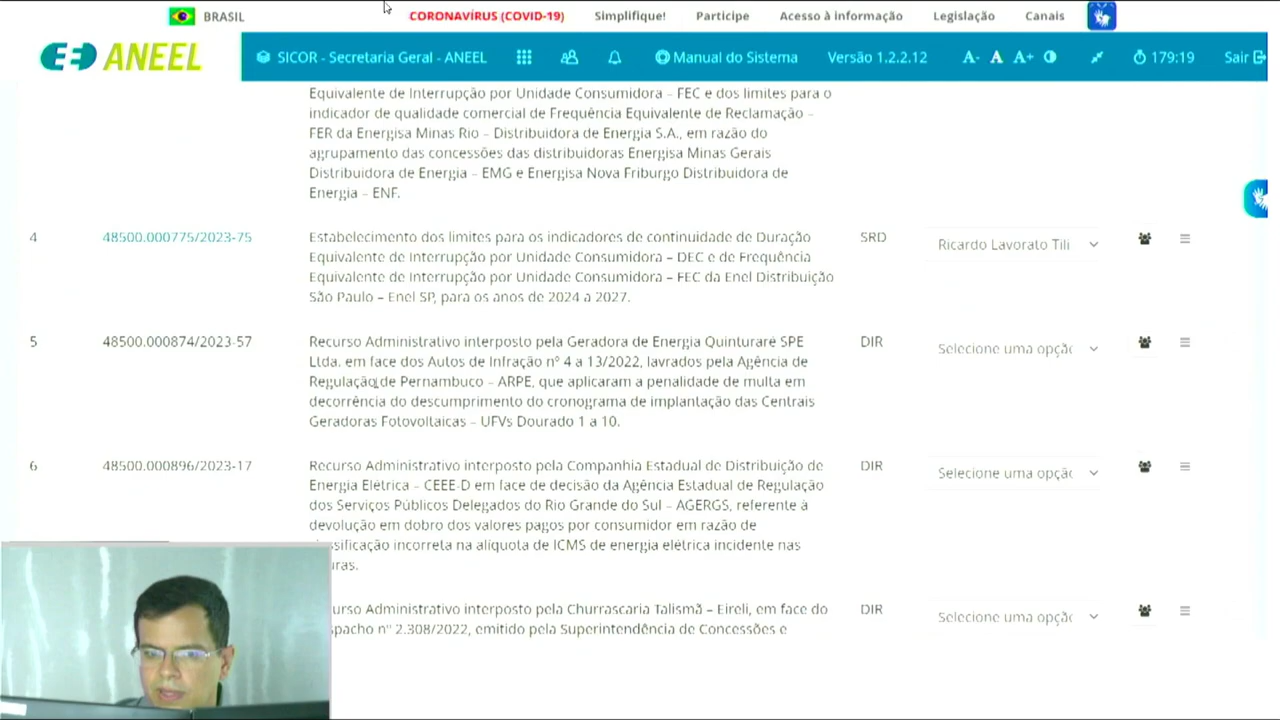 BRASIL
CORONAVÍRUS (COVID-19)
Simplifique!
Participe
Acesso à informação
Legislação
Canais
ANEEL
SICOR - Secretaria Geral - ANEEL
Manual do Sistema
Versão 1.2.2.12
A-
A
A+
179:19
Sair
Equivalente de Interrupção por Unidade Consumidora – FEC e dos limites para o
indicador de qualidade comercial de Frequência Equivalente de Reclamação –
FER da Energisa Minas Rio – Distribuidora de Energia S.A., em razão do
agrupamento das concessões das distribuidoras Energisa Minas Gerais
Distribuidora de Energia – EMG e Energisa Nova Friburgo Distribuidora de
Energia – ENF.
4
48500.000775/2023-75
Estabelecimento dos limites para os indicadores de continuidade de Duração
Equivalente de Interrupção por Unidade Consumidora – DEC e de Frequência
Equivalente de Interrupção por Unidade Consumidora – FEC da Enel Distribuição
São Paulo – Enel SP, para os anos de 2024 a 2027.
SRD
Ricardo Lavorato Tili
5
48500.000874/2023-57
Recurso Administrativo interposto pela Geradora de Energia Quinturaré SPE
Ltda. em face dos Autos de Infração nº 4 a 13/2022, lavrados pela Agência de
Regulação de Pernambuco – ARPE, que aplicaram a penalidade de multa em
decorrência do descumprimento do cronograma de implantação das Centrais
Geradoras Fotovoltaicas – UFVs Dourado 1 a 10.
DIR
Selecione uma opçã
6
48500.000896/2023-17
Recurso Administrativo interposto pela Companhia Estadual de Distribuição de
Energia Elétrica – CEEE-D em face de decisão da Agência Estadual de Regulação
dos Serviços Públicos Delegados do Rio Grande do Sul – AGERGS, referente à
devolução em dobro dos valores pagos por consumidor em razão de
ssificação incorreta na alíquota de ICMS de energia elétrica incidente nas
uras.
DIR
Selecione uma opçã
urso Administrativo interposto pela Churrascaria Talismã – Eireli, em face do
spacho nº 2.308/2022, emitido pela Superintendência de Concessões e
DIR
Selecione uma opçã